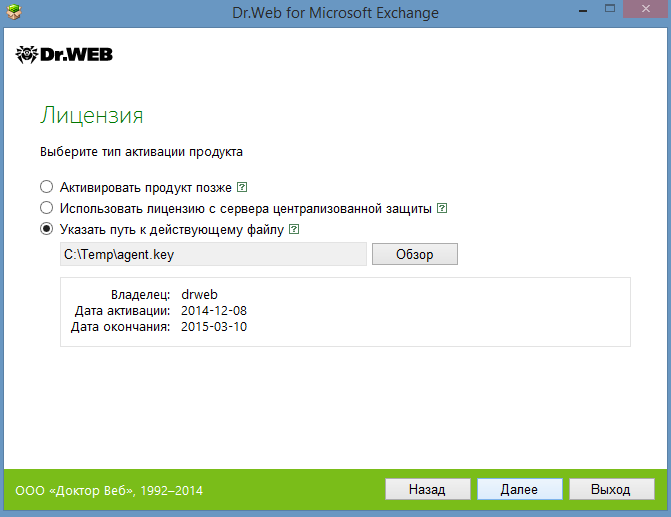 Dr.Web for Microsoft Exchange
Dr.WEB
Лицензия
Выберите тип активации продукта
Активировать продукт позже ?
Использовать лицензию с сервера централизованной защиты ?
Указать путь к действующему файлу ?
C:\Temp\agent.key Обзор
Владелец: drweb
Дата активации: 2014-12-08
Дата окончания: 2015-03-10
ООО «Доктор Веб», 1992–2014 Назад Далее Выход